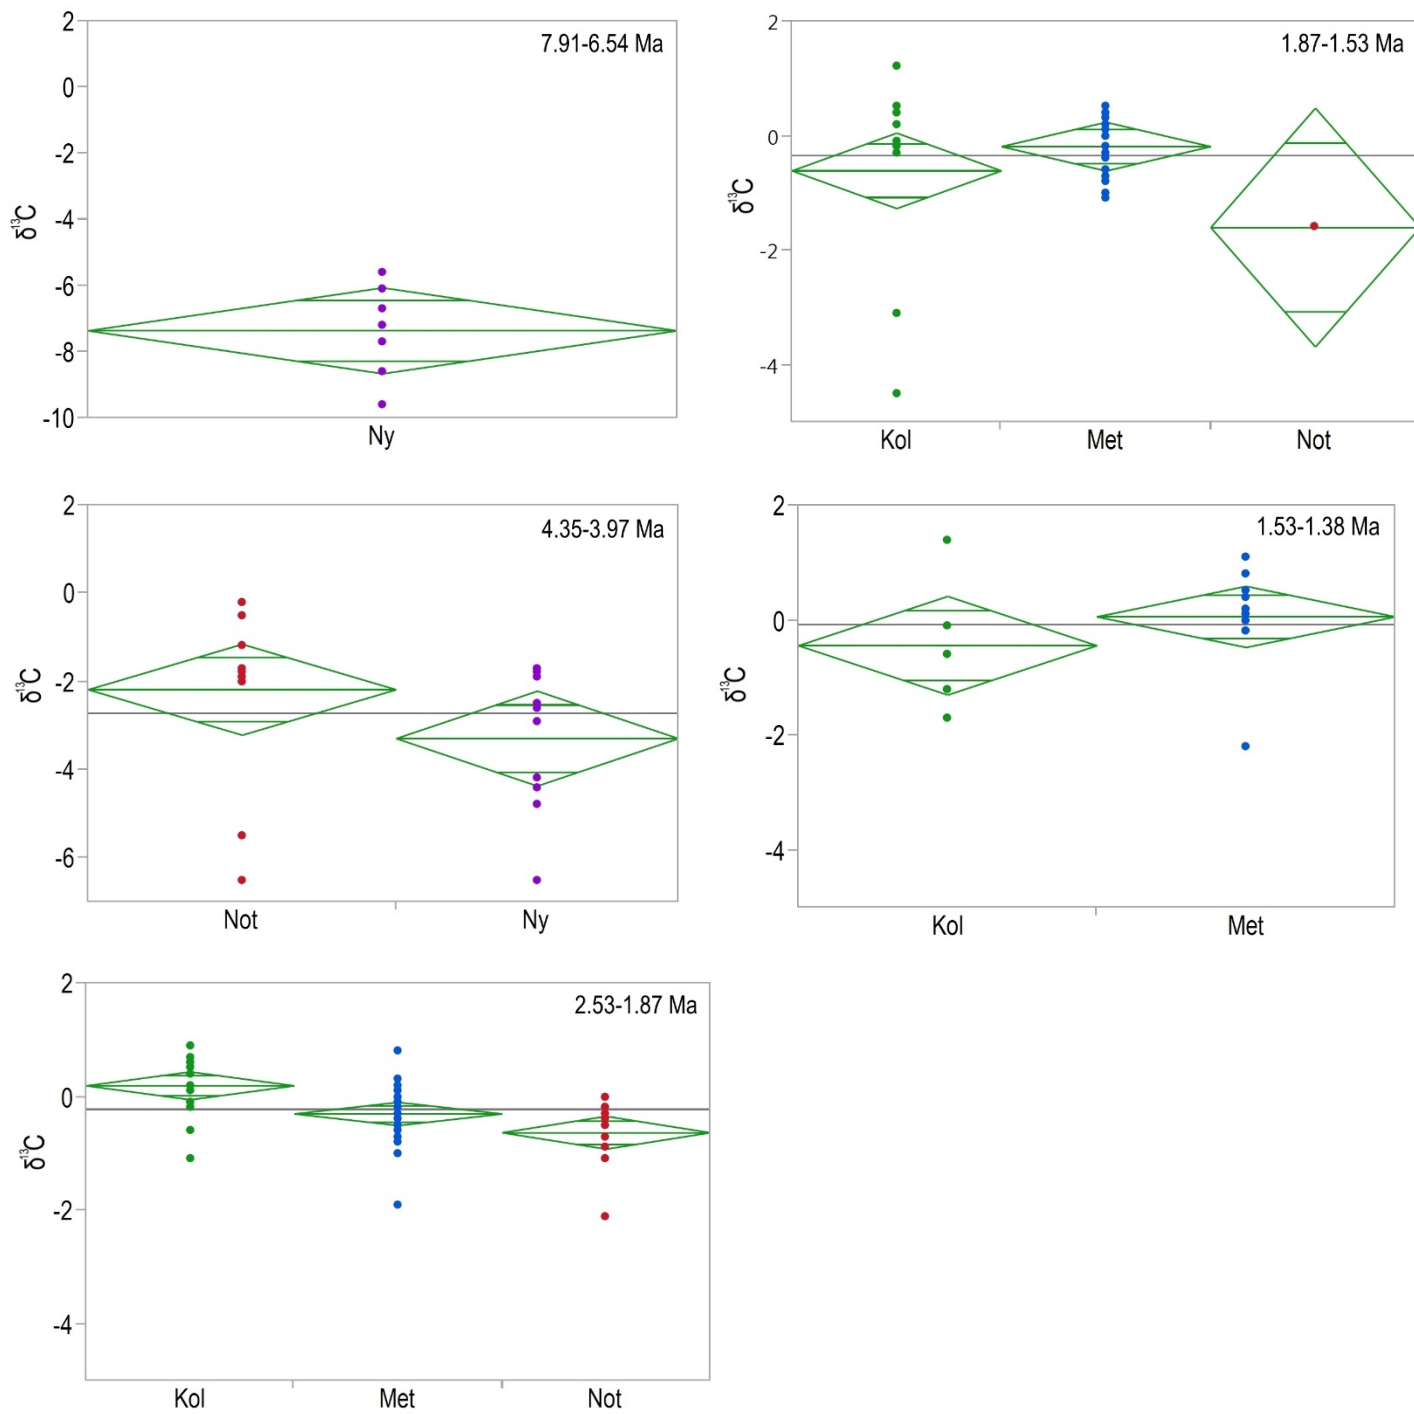 7.91-6.54 Ma
2
0
-2
-4
-6
-8
-10
δ¹³C
Ny
1.87-1.53 Ma
2
0
-2
-4
δ¹³C
Kol Met Not
4.35-3.97 Ma
2
0
-2
-4
-6
δ¹³C
Not Ny
1.53-1.38 Ma
2
0
-2
-4
δ¹³C
Kol Met
2.53-1.87 Ma
2
0
-2
-4
δ¹³C
Kol Met Not